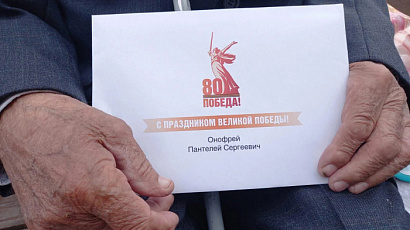 80
ПОБЕДА!
С ПРАЗДНИКОМ ВЕЛИКОЙ ПОБЕДЫ!
Онофрей
Пантелей Сергеевич